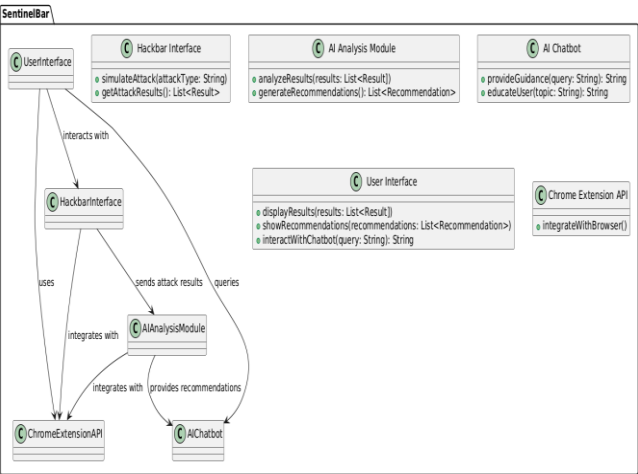 SentinelBar
C UserInterface
C Hackbar Interface
simulateAttack(attackType: String)
getAttackResults(): List<Result>
C AI Analysis Module
analyzeResults(results: List<Result])
generateRecommendations(): List<Recommendation>
C AI Chatbot
provideGuidance(query: String): String
educateUser(topic: String): String
interacts with
C User Interface
displayResults(results: List<Result])
showRecommendations(recommendations: List<Recommendation>)
interactWithChatbot(query: String): String
C Chrome Extension API
integrateWithBrowser()
C HackbarInterface
uses
sends attack results
queries
integrates with
C AIAnalysisModule
integrates with
provides recommendations
C ChromeExtensionAPI
C AIChatbot